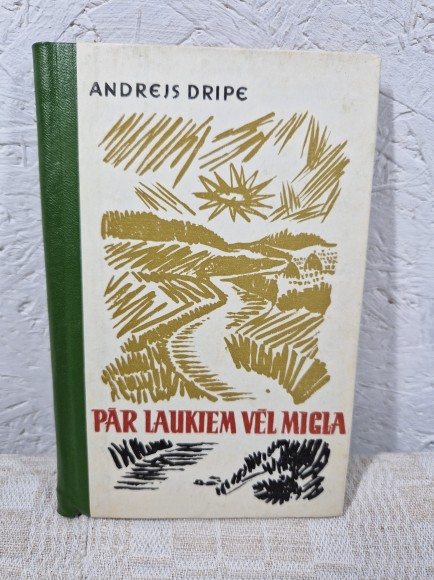 ANDREJS DRIPE
PĀR LAUKIEM VĒL MIGLA